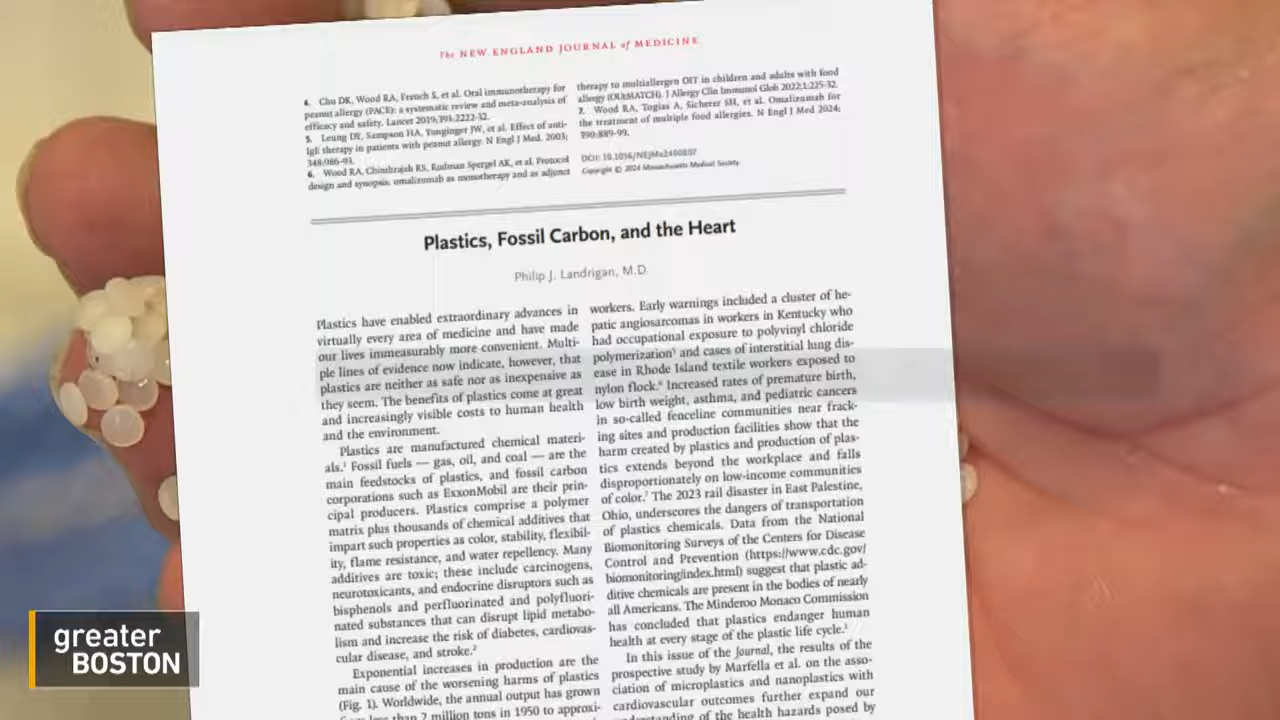 The NEW ENGLAND JOURNAL of MEDICINE
4. Chu DK, Wood RA, French S, et al. Oral immunotherapy for
peanut allergy (PACE): a systematic review and meta-analysis of
efficacy and safety. Lancet 2019;393:2222-32.
5. Leung DY, Sampson HA, Yunginger JW, et al. Effect of anti-
IgE therapy in patients with peanut allergy. N Engl J Med. 2003;
348:986-93.
6. Wood RA, Chinthrajah RS, Rudman Spergel AK, et al. Protocol
design and synopsis: omalizumab as monotherapy and as adjunct
therapy to multiallergen OIT in children and adults with food
allergy (OUtMATCH). J Allergy Clin Immunol Glob 2022;1:225-32.
7. Wood RA, Togias A, Sicherer SH, et al. Omalizumab for
the treatment of multiple food allergies. N Engl J Med 2024;
390:889-99.
DOI: 10.1056/NEJMe2400807
Copyright © 2024 Massachusetts Medical Society.
Plastics, Fossil Carbon, and the Heart
Philip J. Landrigan, M.D.
Plastics have enabled extraordinary advances in
virtually every area of medicine and have made
our lives immeasurably more convenient. Multi-
ple lines of evidence now indicate, however, that
plastics are neither as safe nor as inexpensive as
they seem. The benefits of plastics come at great
and increasingly visible costs to human health
and the environment.
Plastics are manufactured chemical materi-
als.1 Fossil fuels — gas, oil, and coal — are the
main feedstocks of plastics, and fossil carbon
corporations such as ExxonMobil are their prin-
cipal producers. Plastics comprise a polymer
matrix plus thousands of chemical additives that
impart such properties as color, stability, flexibil-
ity, flame resistance, and water repellency. Many
additives are toxic; these include carcinogens,
neurotoxicants, and endocrine disruptors such as
bisphenols and perfluorinated and polyfluori-
nated substances that can disrupt lipid metabo-
lism and increase the risk of diabetes, cardiovas-
cular disease, and stroke.2
Exponential increases in production are the
main cause of the worsening harms of plastics
(Fig. 1). Worldwide, the annual output has grown
less than 2 million tons in 1950 to approxi-
workers. Early warnings included a cluster of he-
patic angiosarcomas in workers in Kentucky who
had occupational exposure to polyvinyl chloride
polymerization5 and cases of interstitial lung dis-
ease in Rhode Island textile workers exposed to
nylon flock.6 Increased rates of premature birth,
low birth weight, asthma, and pediatric cancers
in so-called fenceline communities near frack-
ing sites and production facilities show that the
harm created by plastics and production of plas-
tics extends beyond the workplace and falls
disproportionately on low-income communities
of color.7 The 2023 rail disaster in East Palestine,
Ohio, underscores the dangers of transportation
of plastics chemicals. Data from the National
Biomonitoring Surveys of the Centers for Disease
Control and Prevention (https://www.cdc.gov/
biomonitoring/index.html) suggest that plastic ad-
ditive chemicals are present in the bodies of nearly
all Americans. The Minderoo Monaco Commission
has concluded that plastics endanger human
health at every stage of the plastic life cycle.1
In this issue of the Journal, the results of the
prospective study by Marfella et al. on the asso-
ciation of microplastics and nanoplastics with
cardiovascular outcomes further expand our
of the health hazards posed by
greater
BOSTON